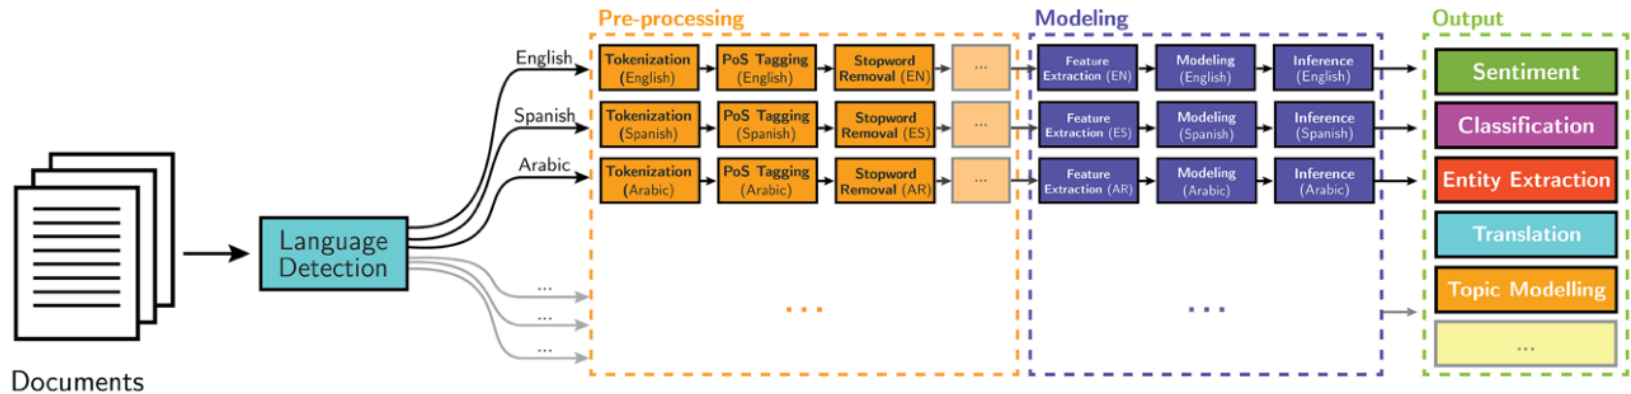 Pre-processing
Modeling
Output
English
Tokenization
(English)
PoS Tagging
(English)
Stopword
Removal (EN)
...
Feature
Extraction (EN)
Modeling
(English)
Inference
(English)
Sentiment
Spanish
Tokenization
(Spanish)
PoS Tagging
(Spanish)
Stopword
Removal (ES)
...
Feature
Extraction (ES)
Modeling
(Spanish)
Inference
(Spanish)
Classification
Arabic
Tokenization
(Arabic)
PoS Tagging
(Arabic)
Stopword
Removal (AR)
...
Feature
Extraction (AR)
Modeling
(Arabic)
Inference
(Arabic)
Entity Extraction
Language
Detection
Translation
...
...
...
...
...
Topic Modelling
...
Documents